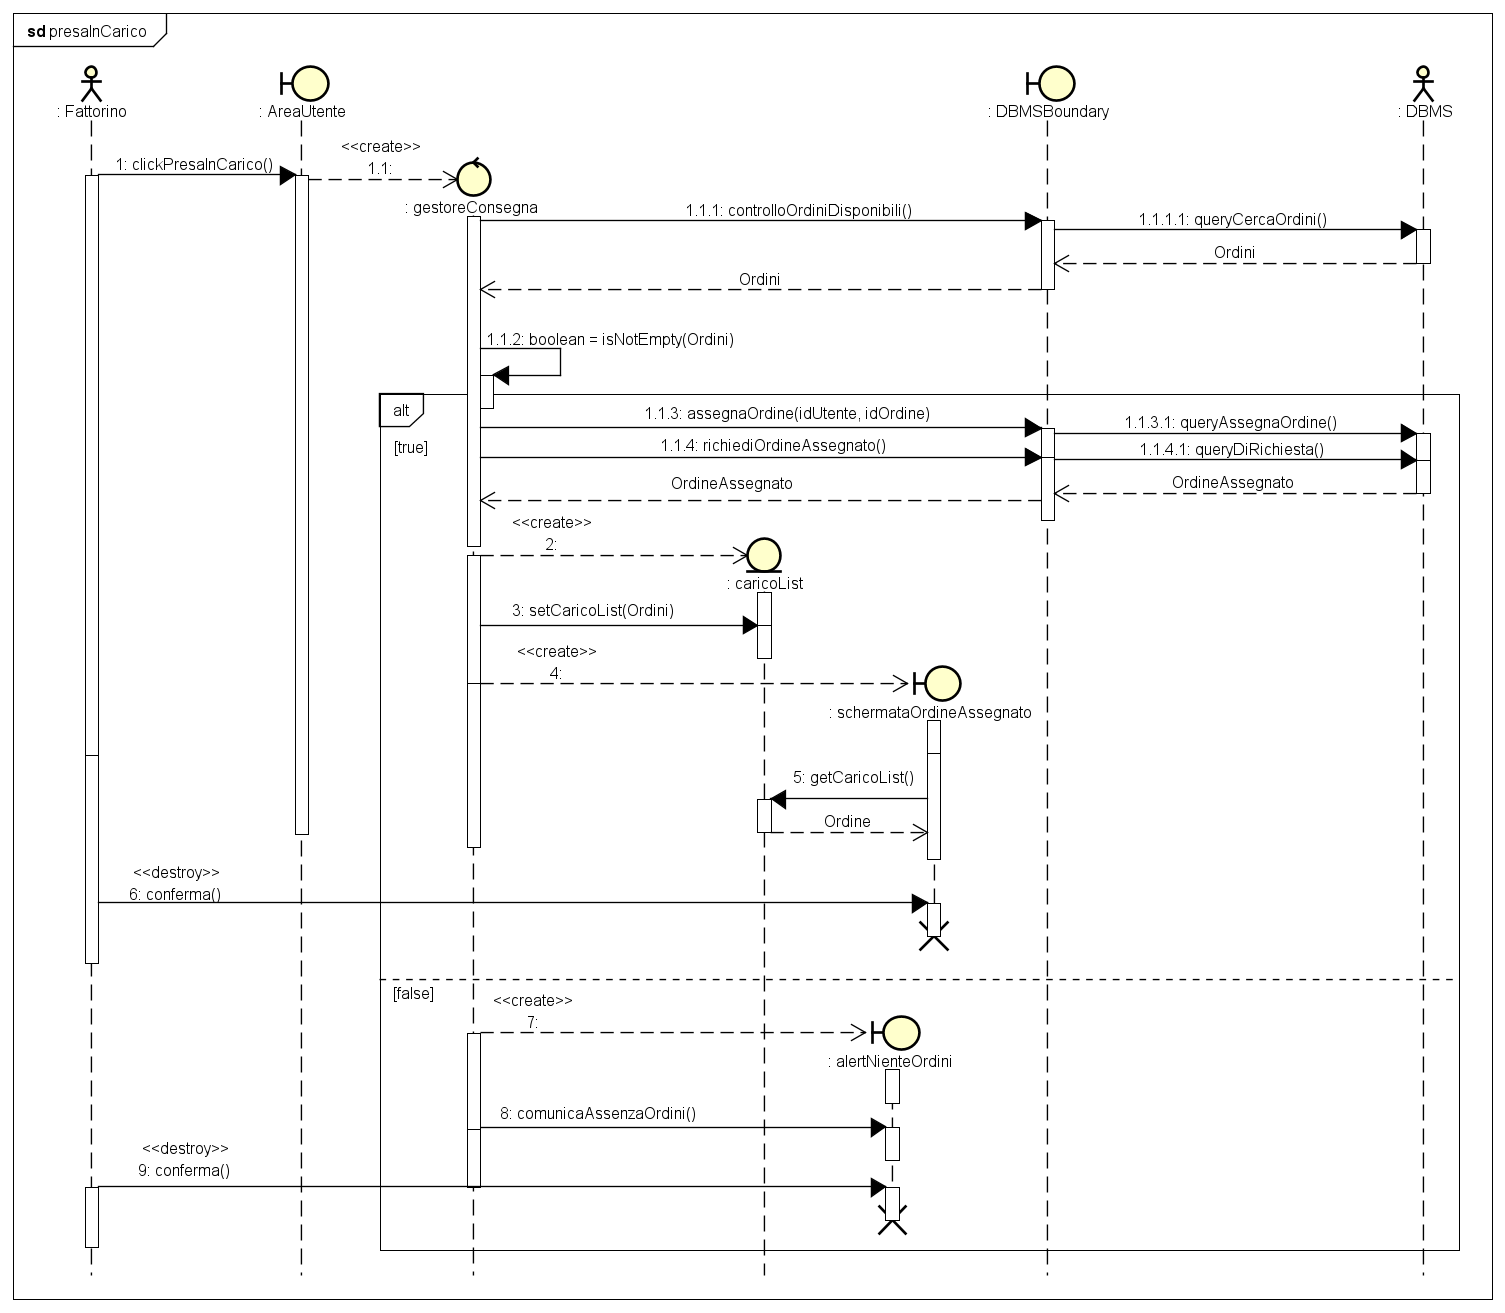 sd presaInCarico
: Fattorino
: AreaUtente
: DBMSBoundary
: DBMS
<<create>>
1: clickPresaInCarico()
1.1:
: gestoreConsegna
1.1.1: controlloOrdiniDisponibili()
1.1.1.1: queryCercaOrdini()
Ordini
Ordini
1.1.2: boolean = isNotEmpty(Ordini)
alt
1.1.3: assegnaOrdine(idUtente, idOrdine)
1.1.3.1: queryAssegnaOrdine()
[true]
1.1.4: richiediOrdineAssegnato()
1.1.4.1: queryDiRichiesta()
OrdineAssegnato
OrdineAssegnato
<<create>>
2:
: caricoList
3: setCaricoList(Ordini)
<<create>>
4:
: schermataOrdineAssegnato
5: getCaricoList()
Ordine
<<destroy>>
6: conferma()
[false]
<<create>>
7:
: alertNienteOrdini
8: comunicaAssenzaOrdini()
<<destroy>>
9: conferma()